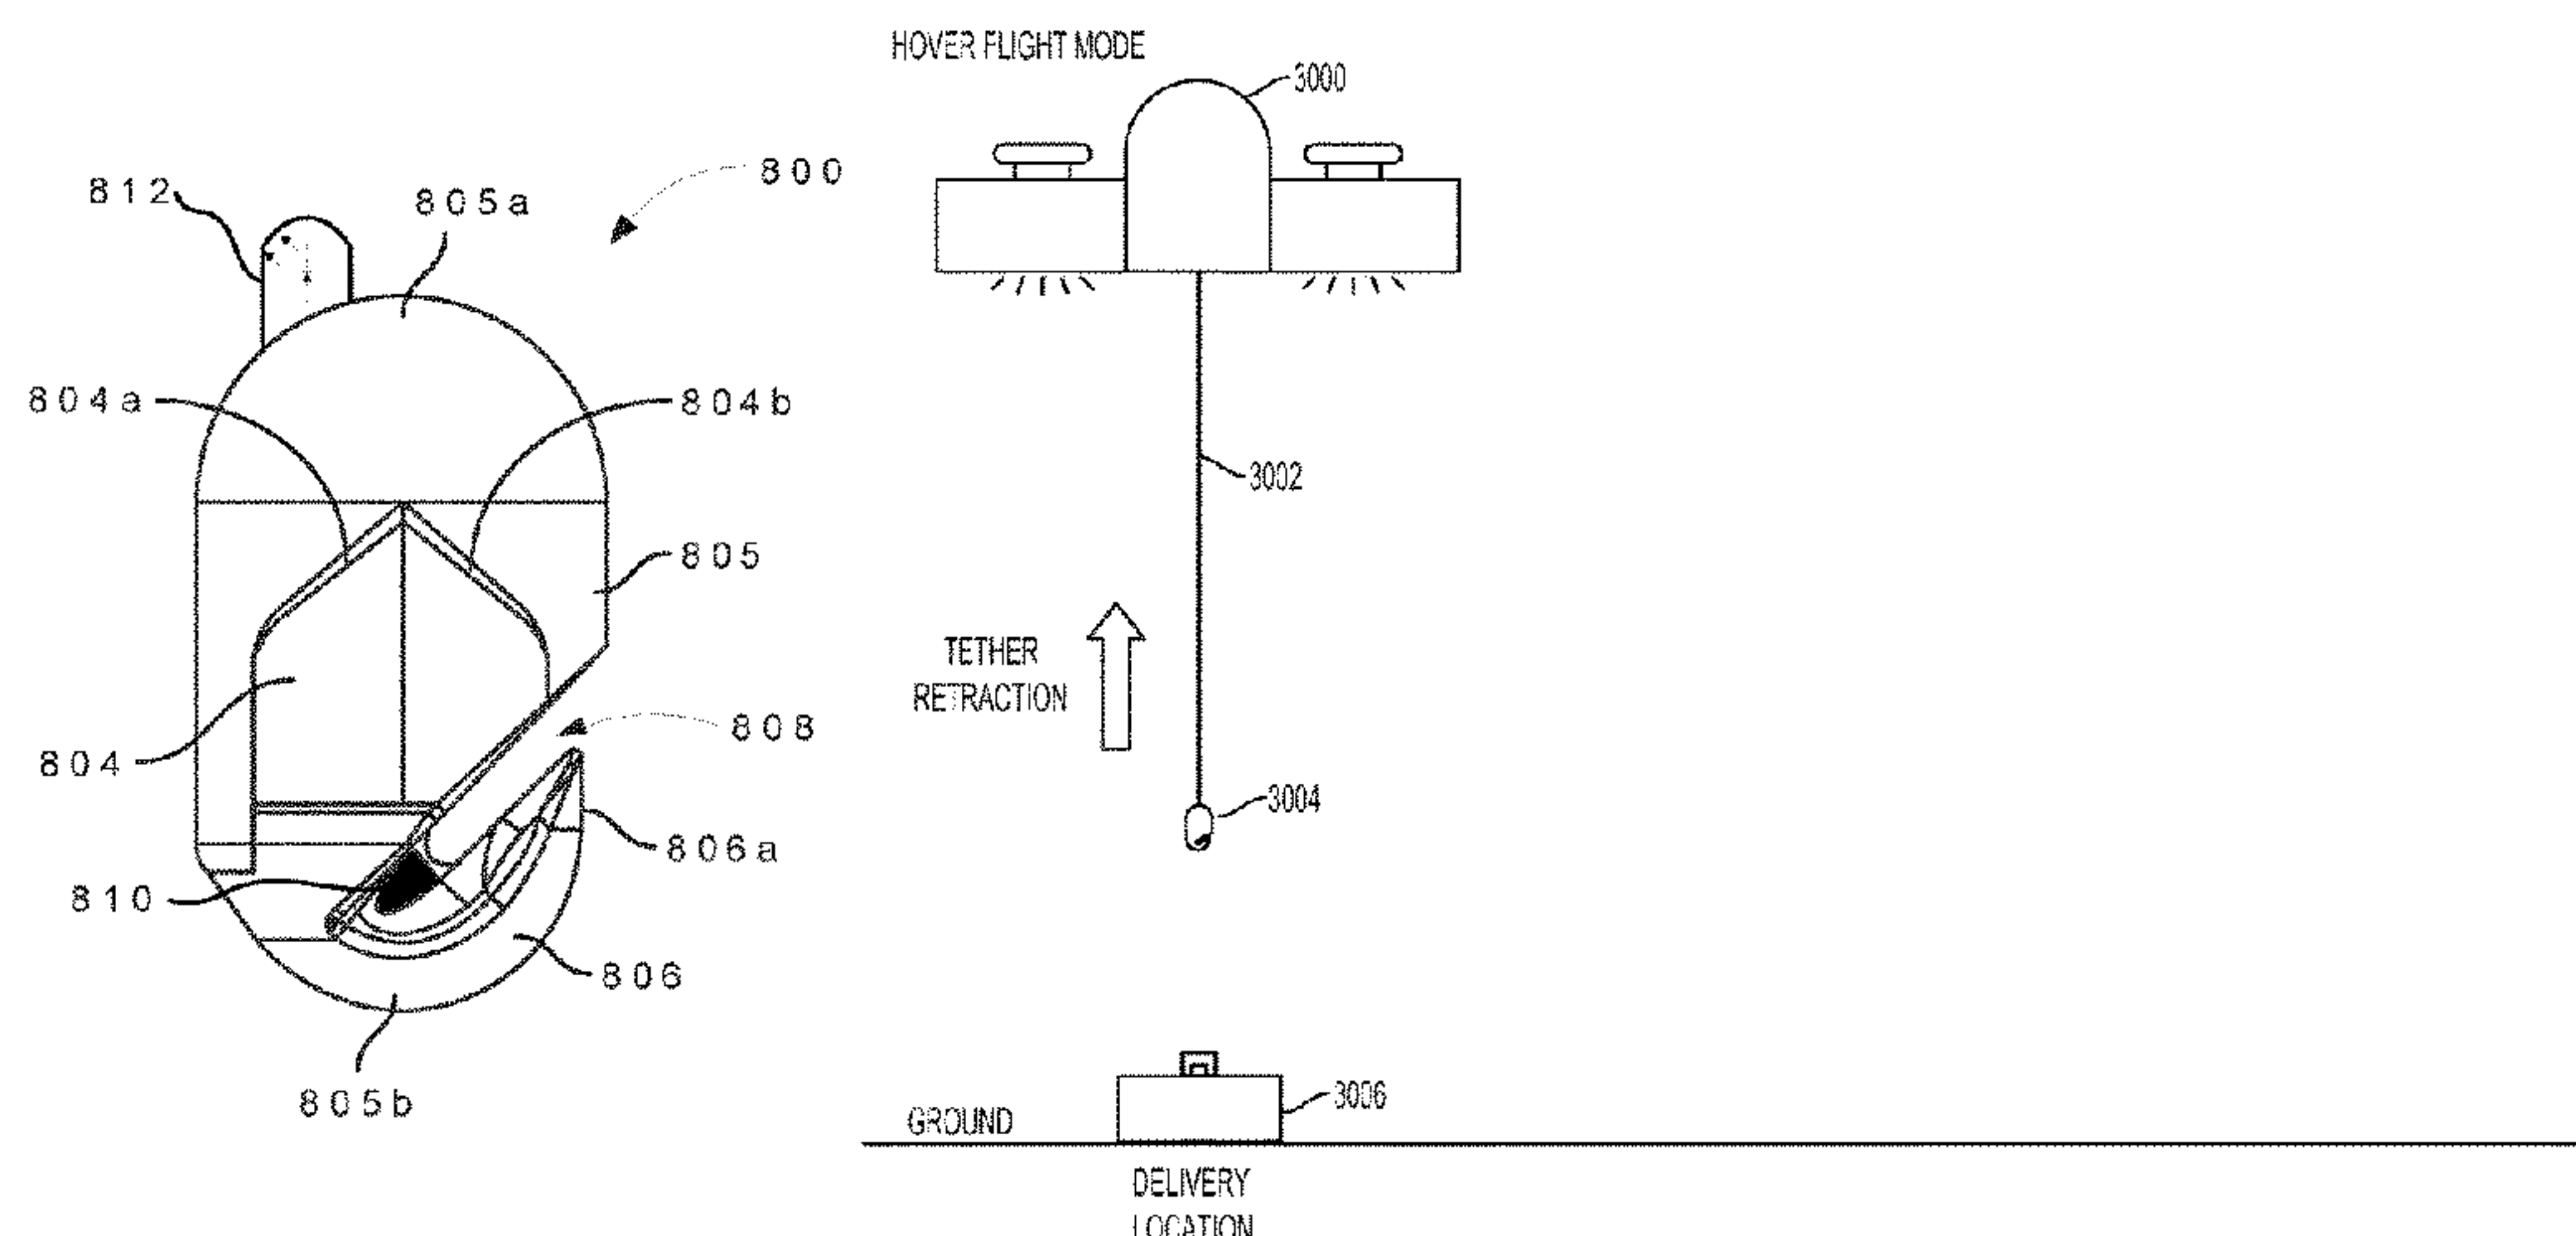 812
805a
800
804a
804b
805
804
808
806a
810
806
805b
HOVER FLIGHT MODE
3000
3002
TETHER
RETRACTION
3004
3006
GROUND
DELIVERY
LOCATION